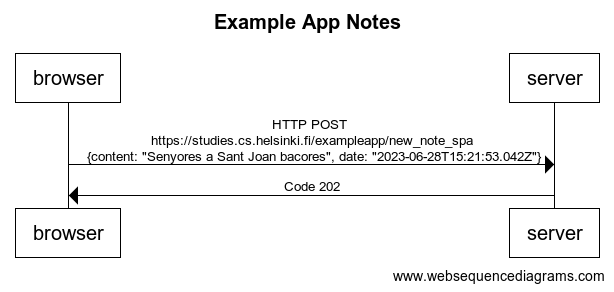 Example App Notes
browser
server
HTTP POST
https://studies.cs.helsinki.fi/exampleapp/new_note_spa
{content: "Senyores a Sant Joan bacores", date: "2023-06-28T15:21:53.042Z"}
Code 202
browser
server
www.websequencediagrams.com